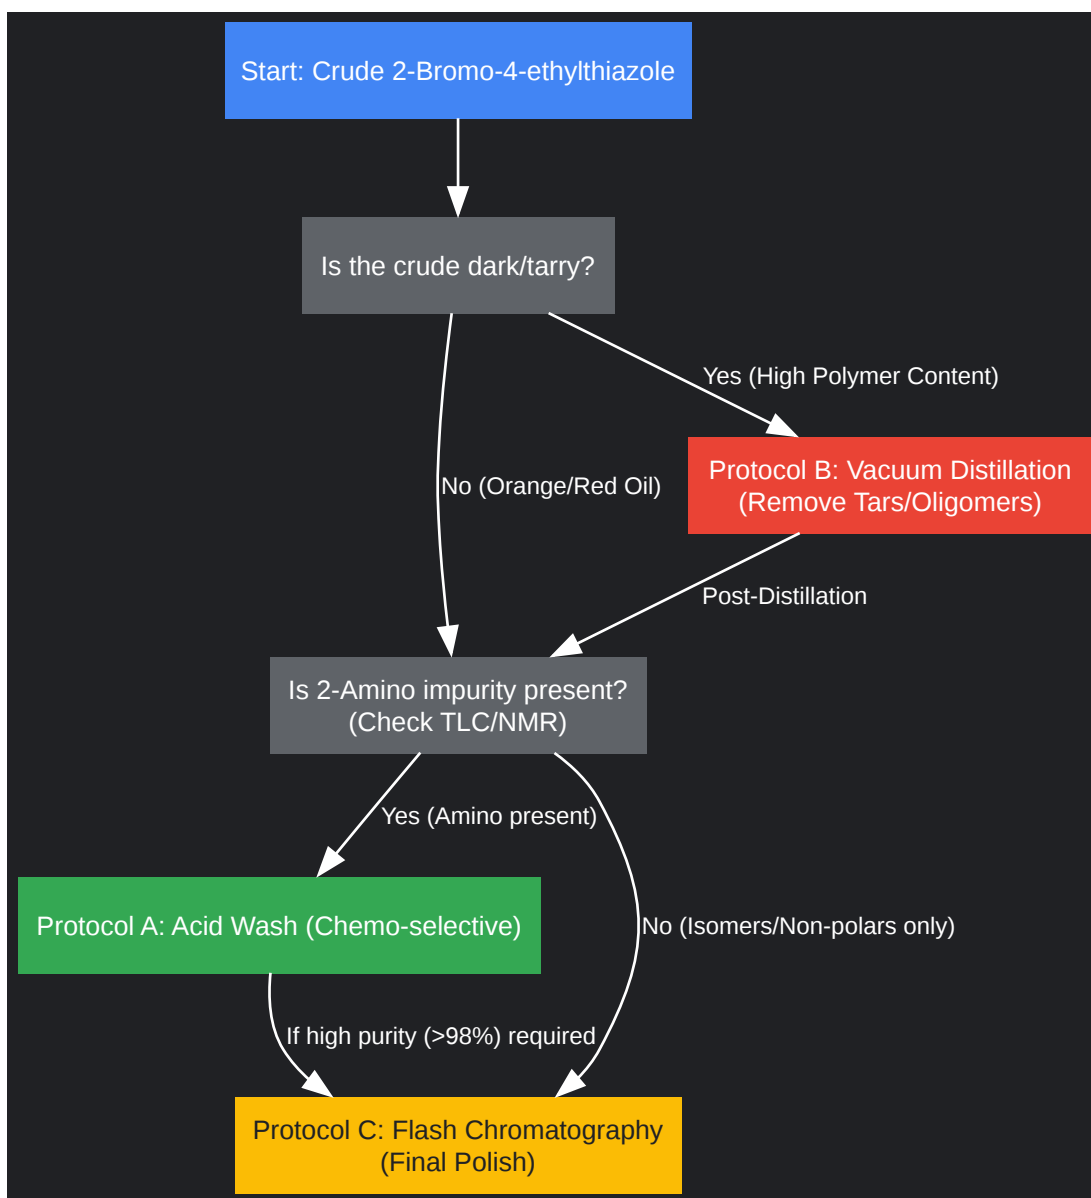 Start: Crude 2-Bromo-4-ethylthiazole
Is the crude dark/tarry?
Yes (High Polymer Content)
Protocol B: Vacuum Distillation
(Remove Tars/Oligomers)
No (Orange/Red Oil)
Post-Distillation
Is 2-Amino impurity present?
(Check TLC/NMR)
Yes (Amino present)
Protocol A: Acid Wash (Chemo-selective)
No (Isomers/Non-polars only)
If high purity (>98%) required
Protocol C: Flash Chromatography
(Final Polish)